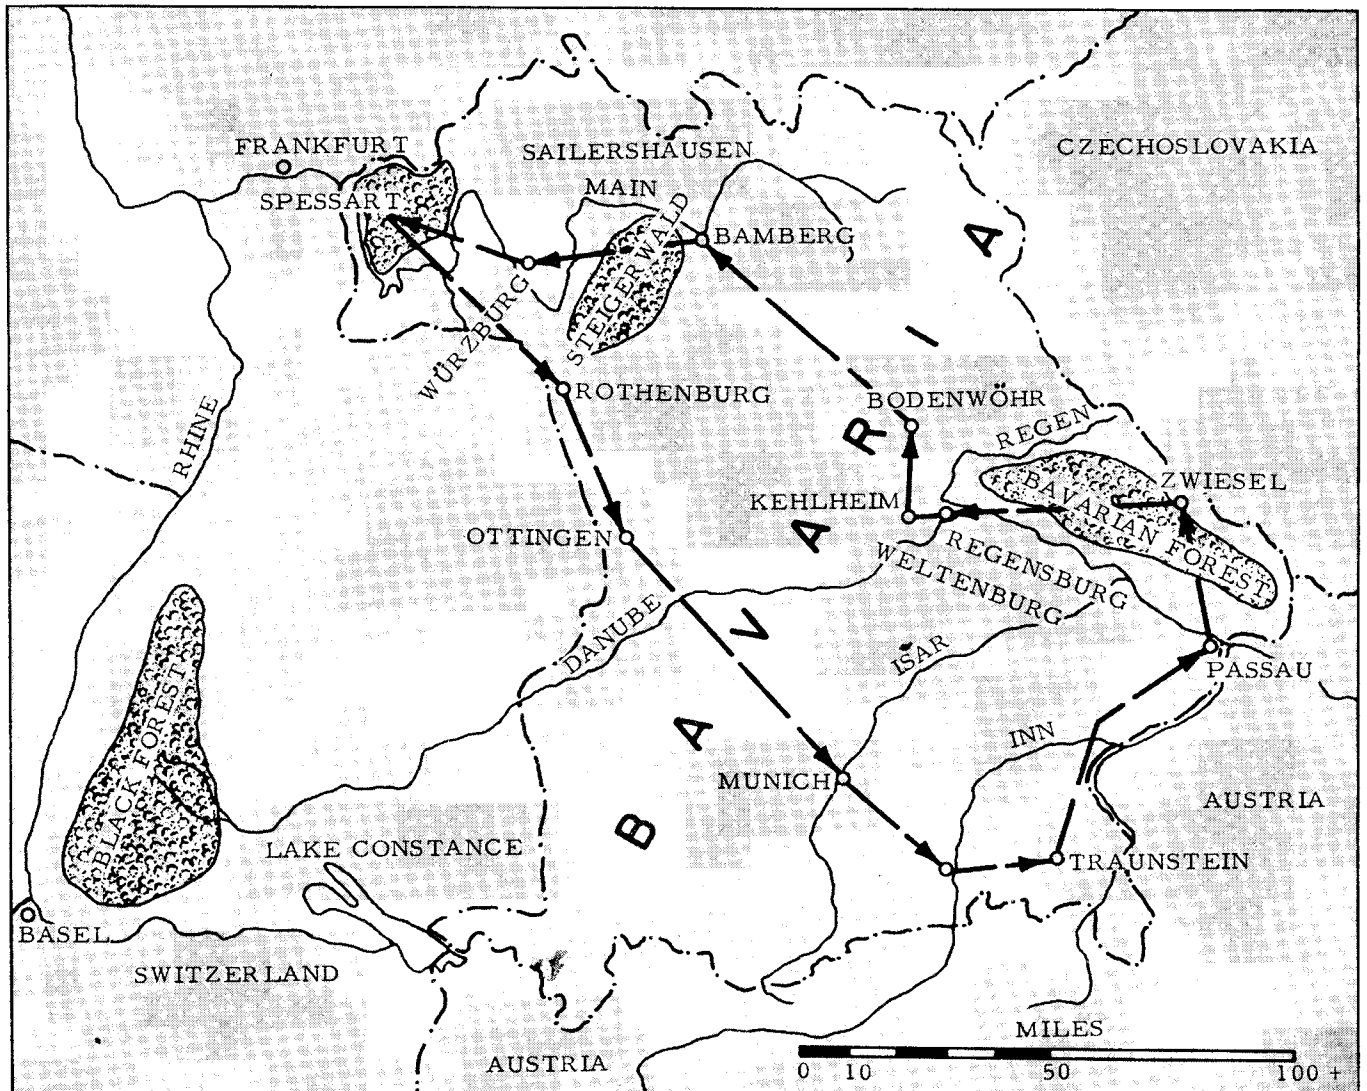 FRANKFURT
SAILERSHAUSEN
CZECHOSLOVAKIA
SPESSART
MAIN
STEIGERWALD
BAMBERG
WÜRZBURG
ROTHENBURG
BODENWÖHR
REGEN
RHINE
KEHLHEIM
ZWIESEL
BAVARIAN FOREST
OTTINGEN
REGENSBURG
WELTENBURG
DANUBE
ISAR
PASSAU
BLACK FOREST
INN
BAVARIA
MUNICH
AUSTRIA
LAKE CONSTANCE
TRAUNSTEIN
BASEL
SWITZERLAND
MILES
AUSTRIA
0 10 50 100 +